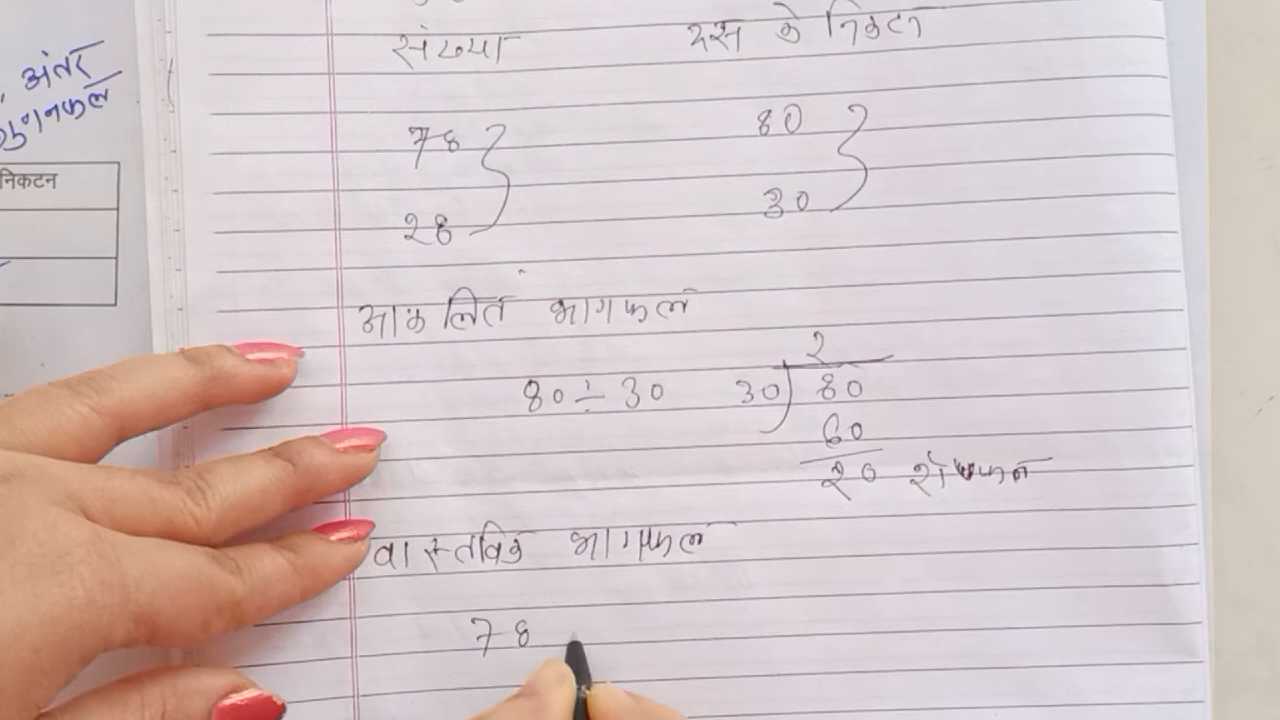 संख्या दस के निकटन
, अंतर
गुणनफल
निकटन
78 80
28 30
आकलित भागफल
2
80 ÷ 30 30) 80
60
20 शेषफल
वास्तविक भागफल
78